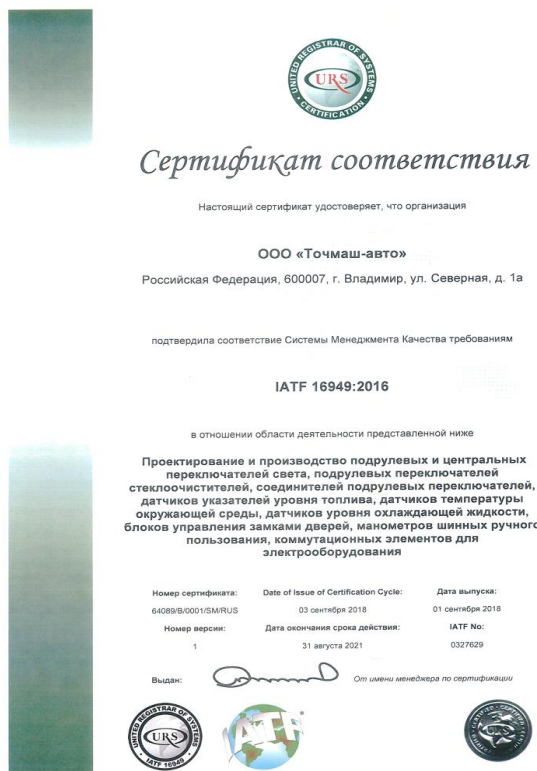 UNITED REGISTRAR OF SYSTEMS
URS
CERTIFICATION
Сертификат соответствия
Настоящий сертификат удостоверяет, что организация
ООО «Точмаш-авто»
Российская Федерация, 600007, г. Владимир, ул. Северная, д. 1а
подтвердила соответствие Системы Менеджмента Качества требованиям
IATF 16949:2016
в отношении области деятельности представленной ниже
Проектирование и производство подрулевых и центральных
переключателей света, подрулевых переключателей
стеклоочистителей, соединителей подрулевых переключателей,
датчиков указателей уровня топлива, датчиков температуры
окружающей среды, датчиков уровня охлаждающей жидкости,
блоков управления замками дверей, манометров шинных ручного
пользования, коммутационных элементов для
электрооборудования
Номер сертификата: Date of Issue of Certification Cycle: Дата выпуска:
64089/B/0001/SM/RUS 03 сентября 2018 01 сентября 2018
Номер версии: Дата окончания срока действия: IATF No:
1 31 августа 2021 0327629
Выдан: От имени менеджера по сертификации
UNITED REGISTRAR OF SYSTEMS
URS
IATF 16949
IATF
URS